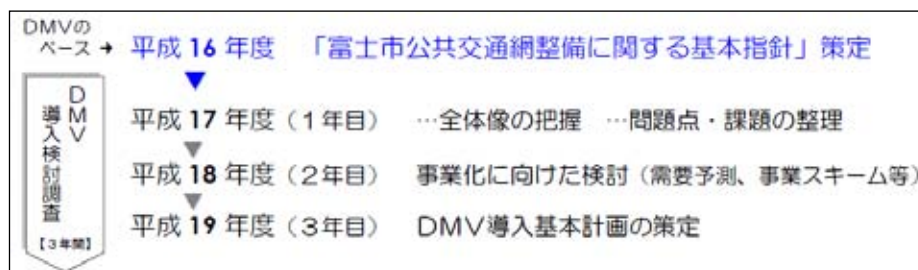 DMVの
ベース → 平成 16 年度 「富士市公共交通網整備に関する基本指針」策定
DMV
導入検討調査
【3年間】
平成 17 年度(1年目) …全体像の把握 …問題点・課題の整理
平成 18 年度(2年目) 事業化に向けた検討(需要予測、事業スキーム等)
平成 19 年度(3年目) DMV導入基本計画の策定